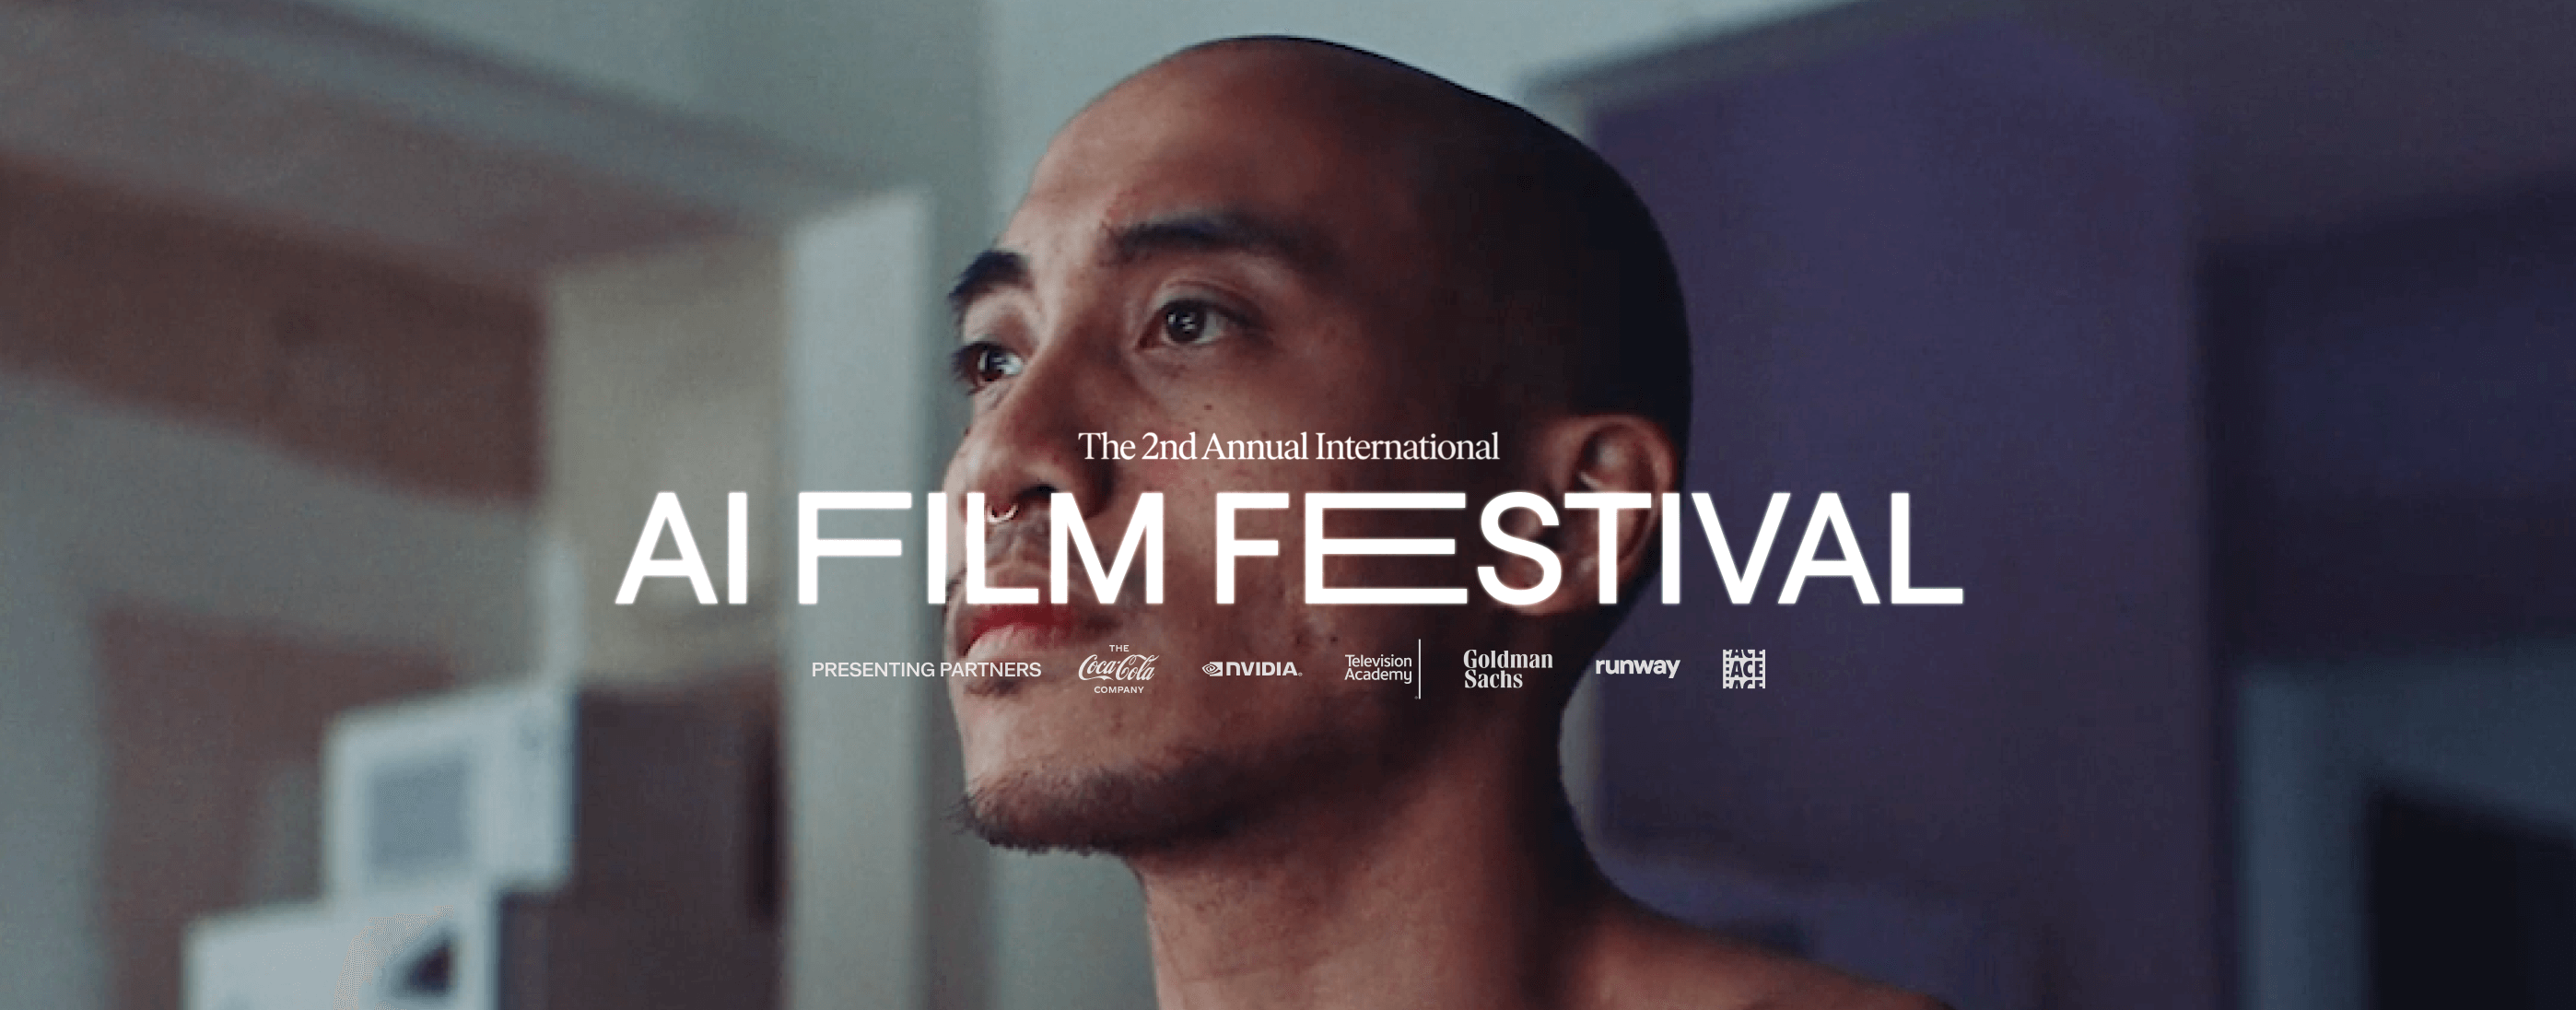 The 2nd Annual International
AI FILM FESTIVAL
PRESENTING PARTNERS THE Coca-Cola COMPANY NVIDIA Television Academy Goldman Sachs runway ACE